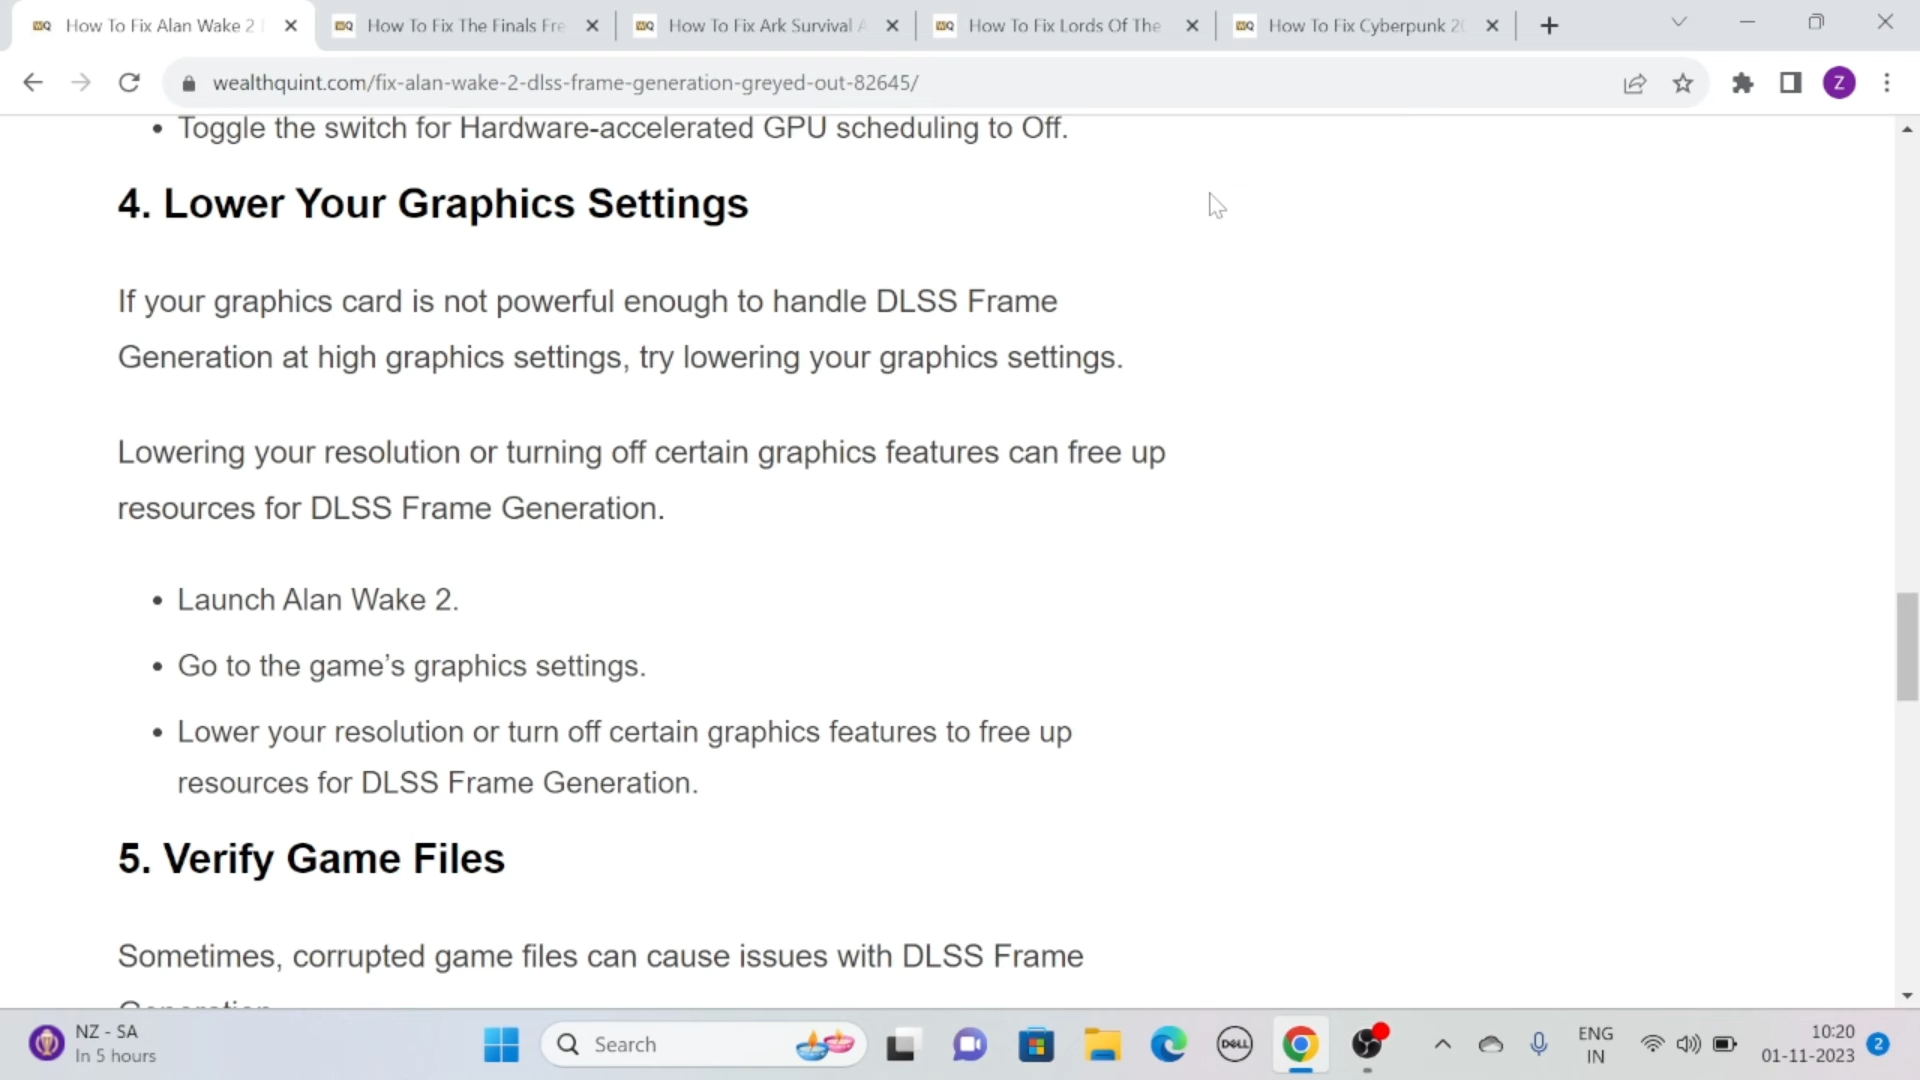 How To Fix Alan Wake 2
How To Fix The Finals Fre
How To Fix Ark Survival A
How To Fix Lords Of The
How To Fix Cyberpunk 20
wealthquint.com/fix-alan-wake-2-dlss-frame-generation-greyed-out-82645/
Z
• Toggle the switch for Hardware-accelerated GPU scheduling to Off.
4. Lower Your Graphics Settings
If your graphics card is not powerful enough to handle DLSS Frame
Generation at high graphics settings, try lowering your graphics settings.
Lowering your resolution or turning off certain graphics features can free up
resources for DLSS Frame Generation.
• Launch Alan Wake 2.
• Go to the game’s graphics settings.
• Lower your resolution or turn off certain graphics features to free up
resources for DLSS Frame Generation.
5. Verify Game Files
Sometimes, corrupted game files can cause issues with DLSS Frame
Generation
NZ - SA
In 5 hours
Search
DELL
ENG
IN
10:20
01-11-2023
2